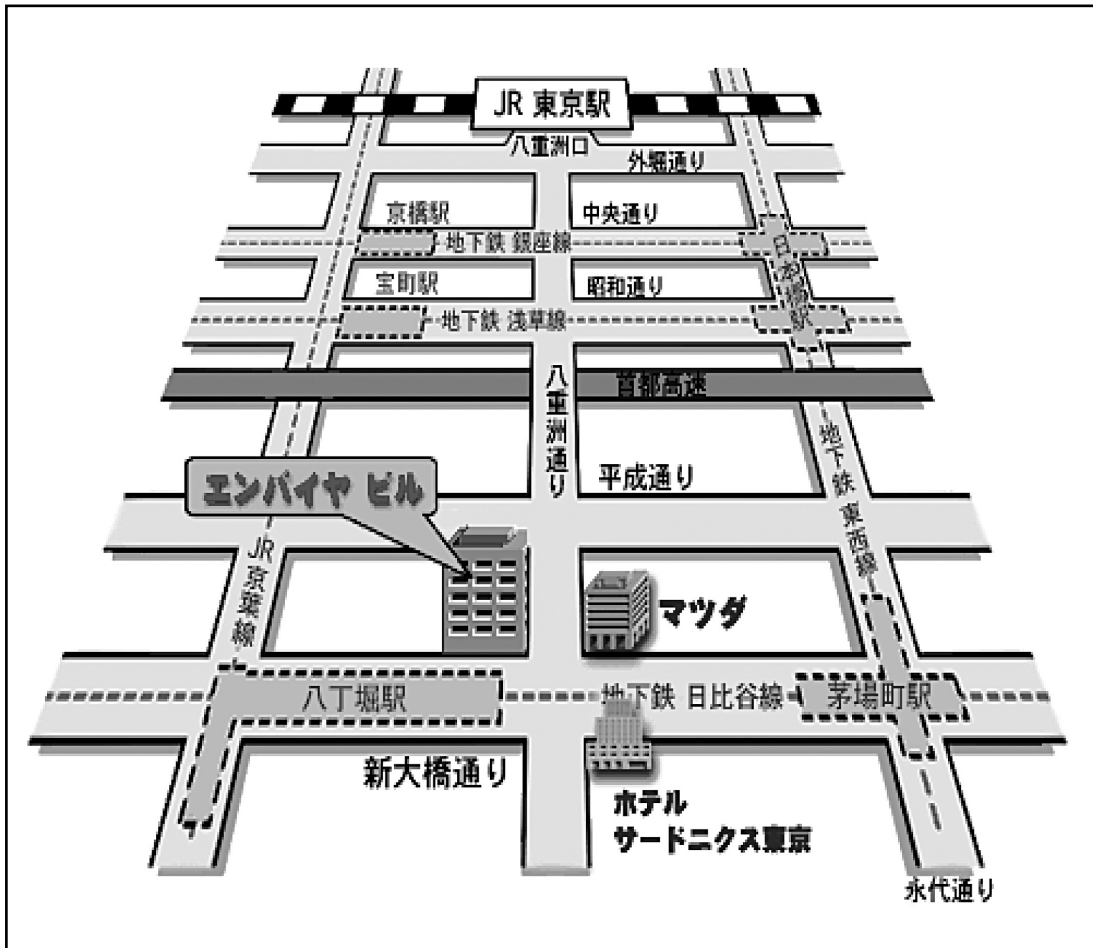 JR 東京駅
八重洲口
外堀通り
京橋駅
中央通り
地下鉄 銀座線
日本橋駅
宝町駅
昭和通り
地下鉄 浅草線
首都高速
八重洲通り
地下鉄 東西線
平成通り
エンパイヤ ビル
JR京葉線
マツダ
八丁堀駅
地下鉄 日比谷線
茅場町駅
新大橋通り
ホテル
サードニクス東京
永代通り